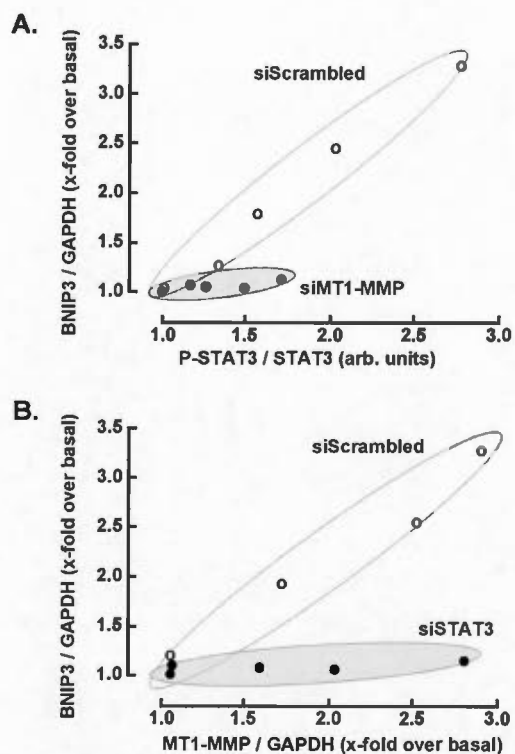 A.
BNIP3 / GAPDH (x-fold over basal)
3.5
3.0
2.5
2.0
1.5
1.0
siScrambled
siMT1-MMP
1.0
1.5
2.0
2.5
3.0
P-STAT3 / STAT3 (arb. units)
B.
BNIP3 / GAPDH (x-fold over basal)
3.5
3.0
2.5
2.0
1.5
1.0
siScrambled
siSTAT3
1.0
1.5
2.0
2.5
3.0
MT1-MMP / GAPDH (x-fold over basal)